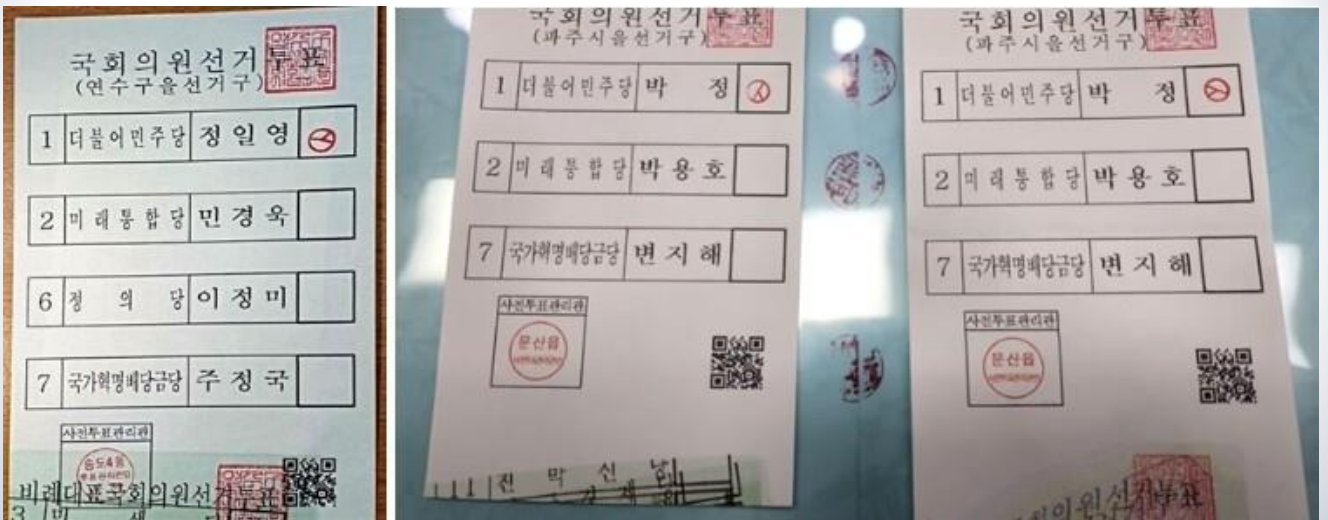 국회의원선거투표
(연수구을선거구)
1 더불어민주당 정일영
2 미래통합당 민경욱
6 정의당 이정미
7 국가혁명배당금당 주정국
사전투표관리관
송도4동
비례대표국회의원선거투표
국회의원선거투표
(파주시을선거구)
1 더불어민주당 박 정
2 미래통합당 박용호
7 국가혁명배당금당 변지해
사전투표관리관
문산읍
국회의원선거투표
(파주시을선거구)
1 더불어민주당 박 정
2 미래통합당 박용호
7 국가혁명배당금당 변지해
사전투표관리관
문산읍